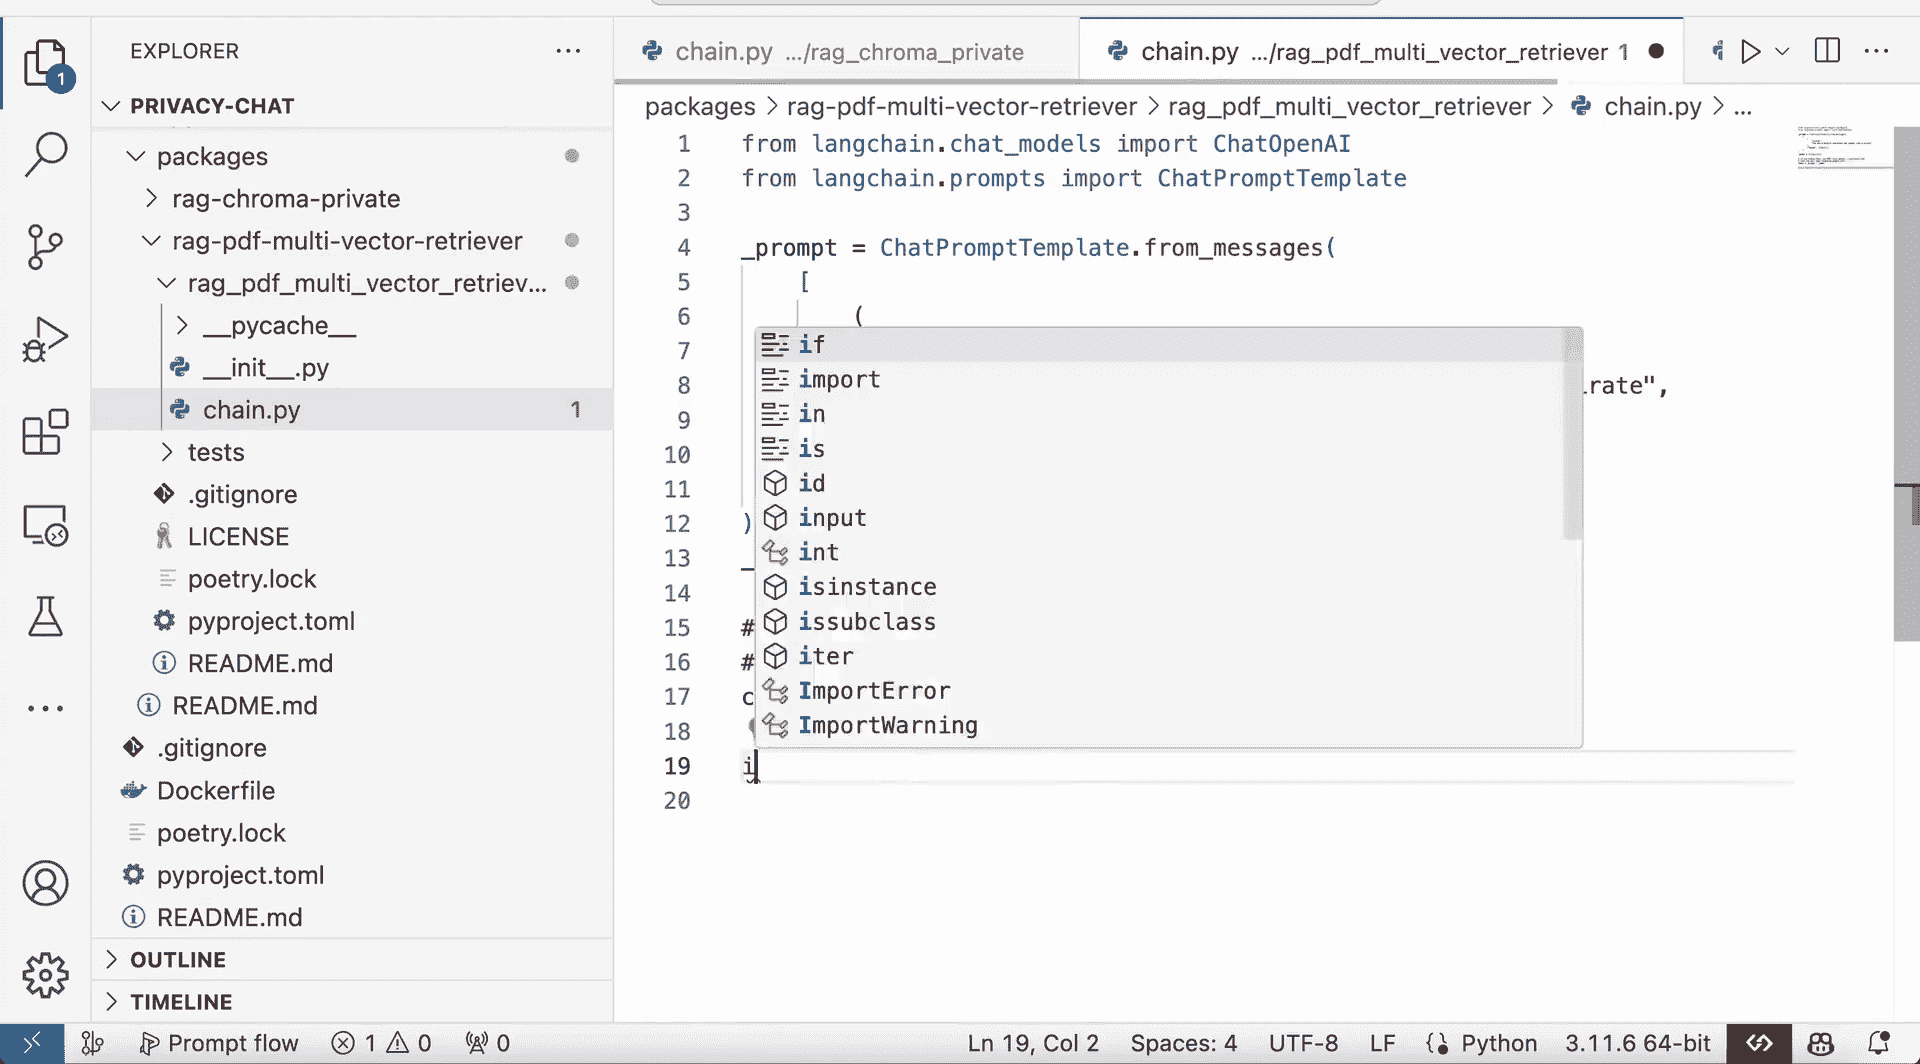 EXPLORER
1
PRIVACY-CHAT
packages
rag-chroma-private
rag-pdf-multi-vector-retriever
rag_pdf_multi_vector_retriev...
__pycache__
__init__.py
chain.py 1
tests
.gitignore
LICENSE
poetry.lock
pyproject.toml
README.md
README.md
.gitignore
Dockerfile
poetry.lock
pyproject.toml
README.md
OUTLINE
TIMELINE
chain.py .../rag_chroma_private
chain.py .../rag_pdf_multi_vector_retriever 1
packages > rag-pdf-multi-vector-retriever > rag_pdf_multi_vector_retriever > chain.py > ...
1 from langchain.chat_models import ChatOpenAI
2 from langchain.prompts import ChatPromptTemplate
3
4 _prompt = ChatPromptTemplate.from_messages(
5 [
6 (
7
8 rate",
9
10
11
12 )
13 _
14
15 #
16 #
17 c
18
19 i
20
if
import
in
is
id
input
int
isinstance
issubclass
iter
ImportError
ImportWarning
Prompt flow 1 0 0 Ln 19, Col 2 Spaces: 4 UTF-8 LF Python 3.11.6 64-bit